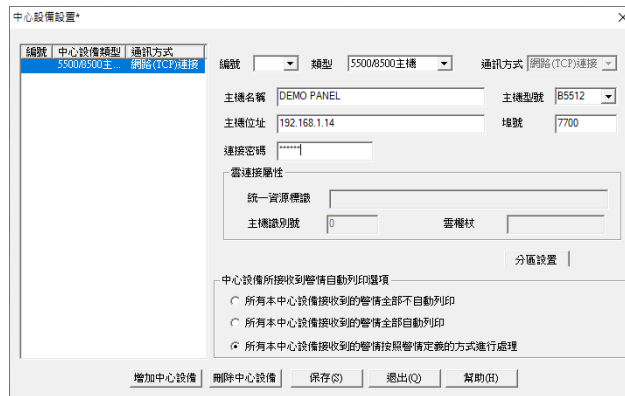 中心設備設置*
編號 中心設備類型 通訊方式
5500/8500主... 網路(TCP)連接
編號 類型 5500/8500主機 通訊方式 網路(TCP)連接
主機名稱 DEMO PANEL 主機型號 B5512
主機位址 192.168.1.14 埠號 7700
連接密碼 ******
雲連接屬性
統一資源標識
主機識別號 0 雲權杖
分區設置
中心設備所接收到警情自動列印選項
所有本中心設備接收到的警情全部不自動列印
所有本中心設備接收到的警情全部自動列印
所有本中心設備接收到的警情按照警情定義的方式進行處理
增加中心設備 刪除中心設備 保存(S) 退出(Q) 幫助(H)